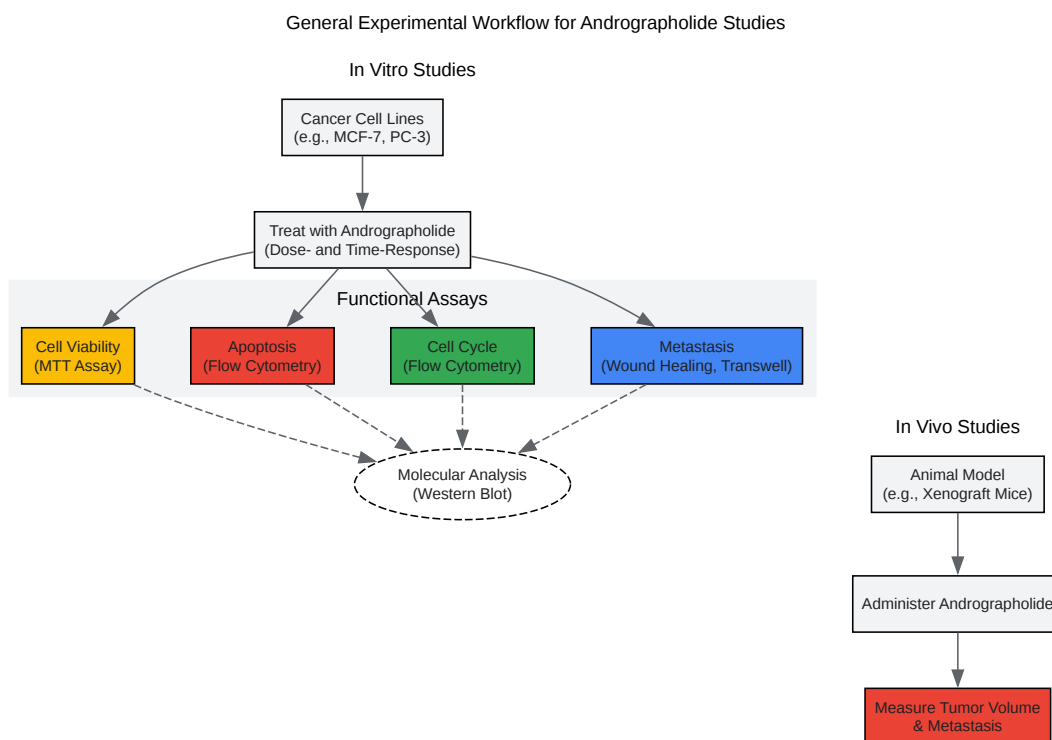 General Experimental Workflow for Andrographolide Studies
In Vitro Studies
Cancer Cell Lines
(e.g., MCF-7, PC-3)
Treat with Andrographolide
(Dose- and Time-Response)
Functional Assays
Cell Viability
(MTT Assay)
Apoptosis
(Flow Cytometry)
Cell Cycle
(Flow Cytometry)
Metastasis
(Wound Healing, Transwell)
Molecular Analysis
(Western Blot)
In Vivo Studies
Animal Model
(e.g., Xenograft Mice)
Administer Andrographolide
Measure Tumor Volume
& Metastasis